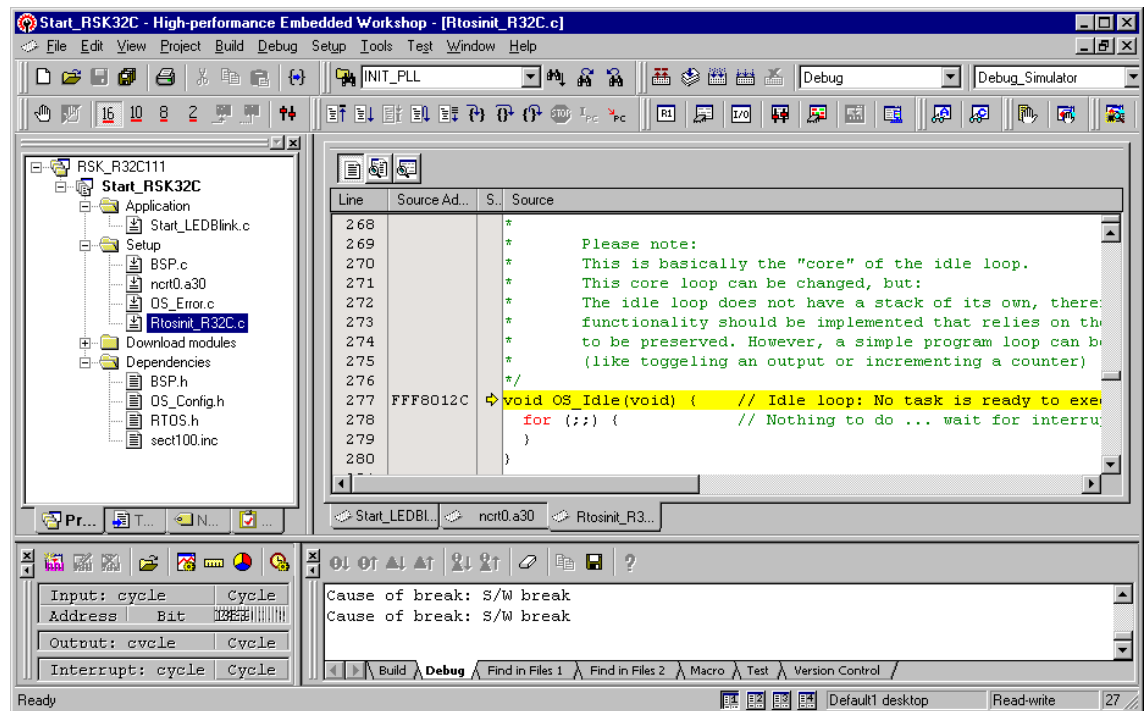 Start_RSK32C - High-performance Embedded Workshop - [Rtosinit_R32C.c]
File Edit View Project Build Debug Setup Tools Test Window Help
INIT_PLL Debug Debug_Simulator
16 10 8 2 STOP PC PC R1 I/O
RSK_R32C111
Start_RSK32C
Application
Start_LEDBlink.c
Setup
BSP.c
ncrt0.a30
OS_Error.c
Rtosinit_R32C.c
Download modules
Dependencies
BSP.h
OS_Config.h
RTOS.h
sect100.inc
Pr... T... N... ...
Line Source Ad... S.. Source
268 *
269 * Please note:
270 * This is basically the "core" of the idle loop.
271 * This core loop can be changed, but:
272 * The idle loop does not have a stack of its own, there
273 * functionality should be implemented that relies on th
274 * to be preserved. However, a simple program loop can b
275 * (like toggeling an output or incrementing a counter)
276 */
277 FFF8012C void OS_Idle(void) { // Idle loop: No task is ready to exe
278 for (;;) { // Nothing to do ... wait for interru
279 }
280 }
Start_LEDBl... ncrt0.a30 Rtosinit_R3...
Input: cycle Cycle
Address Bit
Output: cycle Cycle
Interrupt: cycle Cycle
Cause of break: S/W break
Cause of break: S/W break
Build Debug Find in Files 1 Find in Files 2 Macro Test Version Control
Ready 1 2 3 4 Default1 desktop Read-write 27